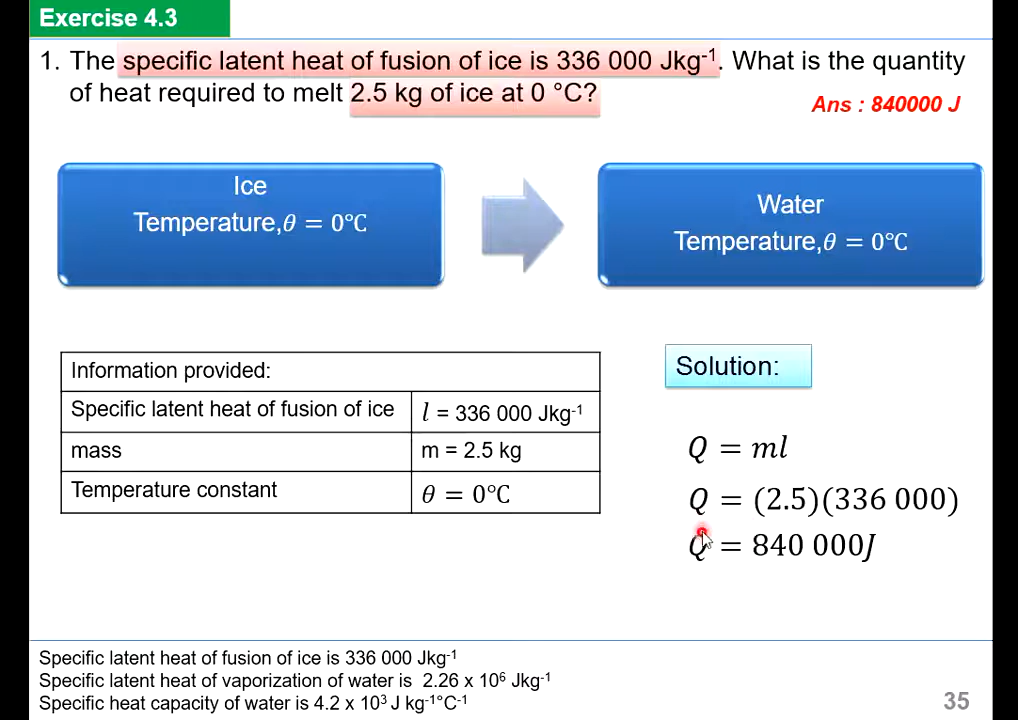 Exercise 4.3
1. The specific latent heat of fusion of ice is 336 000 Jkg⁻¹. What is the quantity
of heat required to melt 2.5 kg of ice at 0 °C?
Ans : 840000 J
Ice
Temperature,θ = 0℃
Water
Temperature,θ = 0℃
Information provided:
Specific latent heat of fusion of ice l = 336 000 Jkg⁻¹
mass m = 2.5 kg
Temperature constant θ = 0℃
Solution:
Q = ml
Q = (2.5)(336 000)
Q = 840 000J
Specific latent heat of fusion of ice is 336 000 Jkg⁻¹
Specific latent heat of vaporization of water is 2.26 x 10⁶ Jkg⁻¹
Specific heat capacity of water is 4.2 x 10³ J kg⁻¹°C⁻¹
35